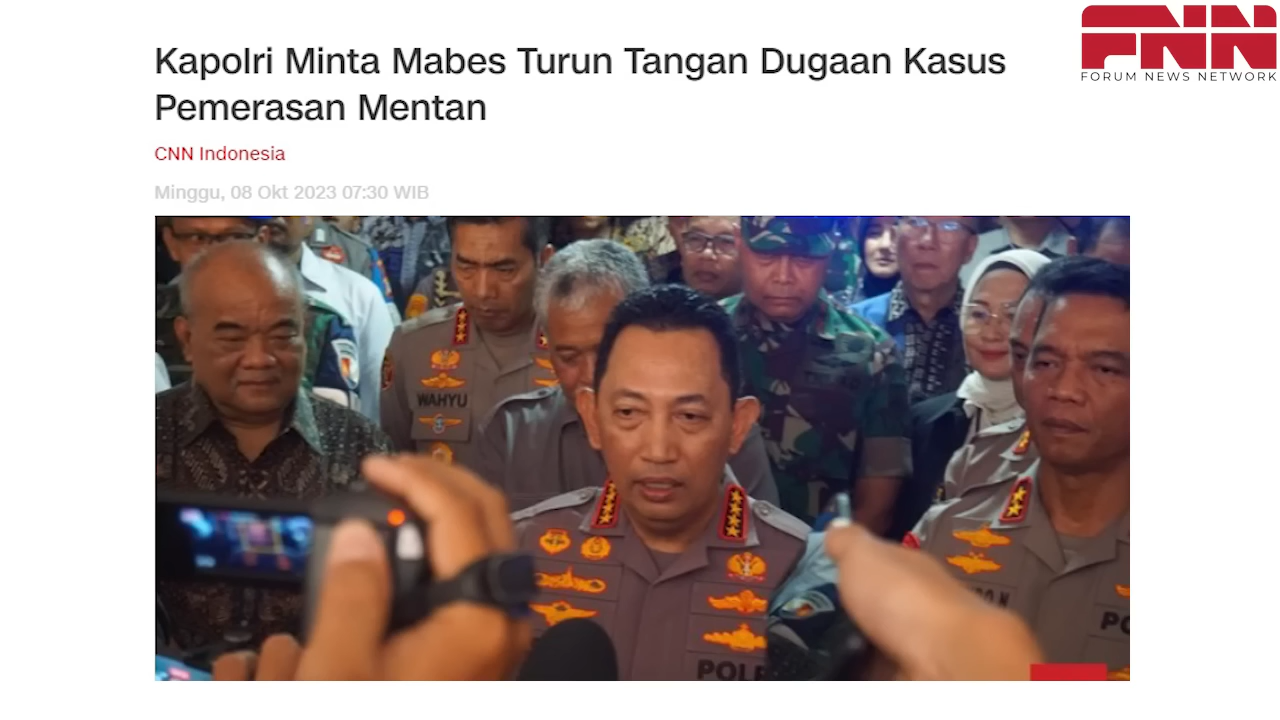 FNN
FORUM NEWS NETWORK
Kapolri Minta Mabes Turun Tangan Dugaan Kasus
Pemerasan Mentan
CNN Indonesia
Minggu, 08 Okt 2023 07:30 WIB
WAHYU